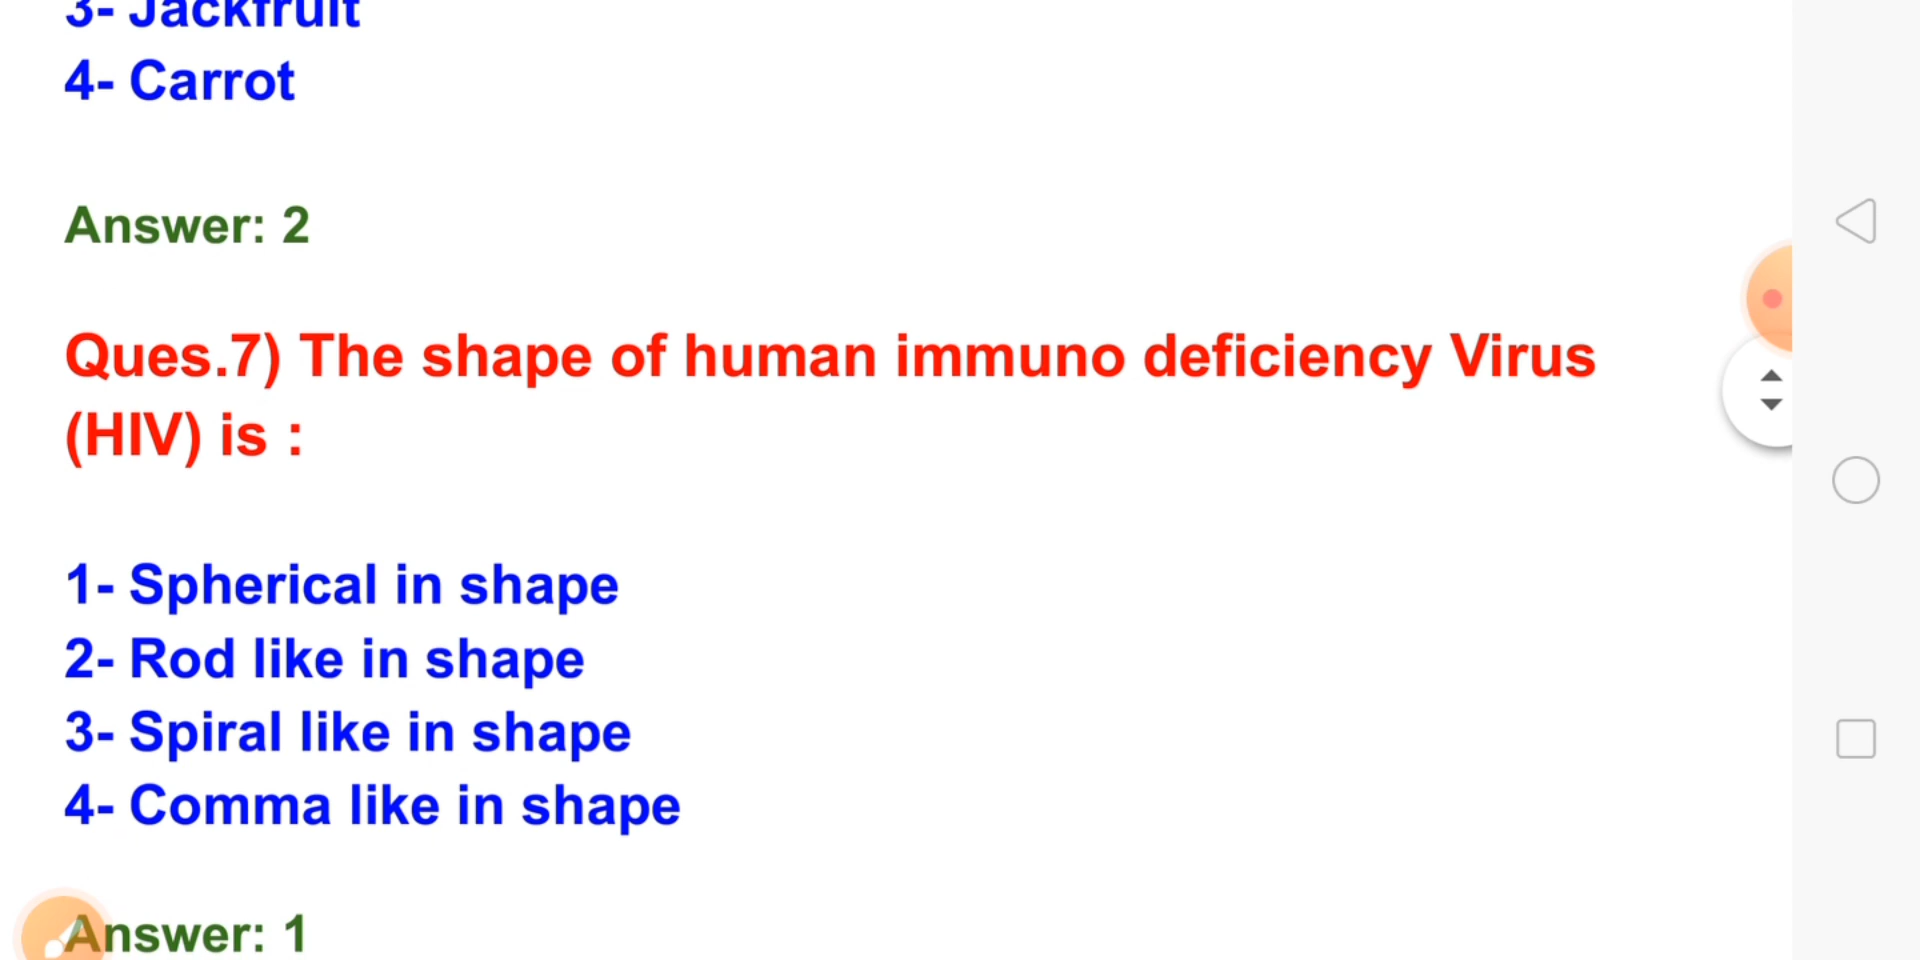 3- Jackfruit
4- Carrot
Answer: 2
Ques.7) The shape of human immuno deficiency Virus
(HIV) is :
1- Spherical in shape
2- Rod like in shape
3- Spiral like in shape
4- Comma like in shape
Answer: 1